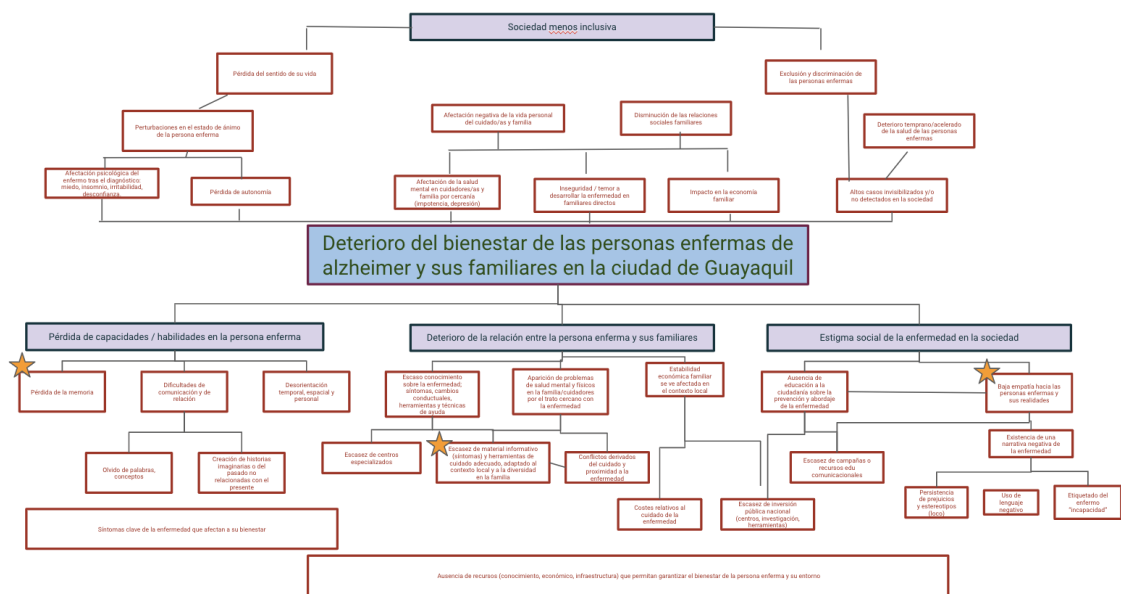 Sociedad menos inclusiva
Pérdida del sentido de su vida
Exclusión y discriminación de
las personas enfermas
Perturbaciones en el estado de ánimo
de la persona enferma
Afectación negativa de la vida personal
del cuidado/as y familia
Disminución de las relaciones
sociales familiares
Deterioro temprano/acelerado
de la salud de las personas
enfermas
Afectación psicológica del
enfermo tras el diagnóstico:
miedo, insomnio, irritabilidad,
desconfianza.
Pérdida de autonomía
Afectación de la salud
mental en cuidadores/as y
familia por cercanía
(impotencia, depresión)
Inseguridad / temor a
desarrollar la enfermedad en
familiares directos
Impacto en la economía
familiar
Altos casos invisibilizados y/o
no detectados en la sociedad
Deterioro del bienestar de las personas enfermas de
alzheimer y sus familiares en la ciudad de Guayaquil
Pérdida de capacidades / habilidades en la persona enferma
Deterioro de la relación entre la persona enferma y sus familiares
Estigma social de la enfermedad en la sociedad
Pérdida de la memoria
Dificultades de
comunicación y de
relación
Desorientación
temporal, espacial y
personal
Escaso conocimiento
sobre la enfermedad;
síntomas, cambios
conductuales,
herramientas y técnicas
de ayuda
Aparición de problemas
de salud mental y físicos
en la familia/cuidadores
por el trato cercano con
la enfermedad
Estabilidad
económica familiar
se ve afectada en
el contexto local
Ausencia de
educación a la
ciudadanía sobre la
prevención y abordaje
de la enfermedad
Baja empatía hacia las
personas enfermas y
sus realidades
Olvido de palabras,
conceptos
Creación de historias
imaginarias o del
pasado no
relacionadas con el
presente
Escasez de centros
especializados
Escasez de material informativo
(síntomas) y herramientas de
cuidado adecuado, adaptado al
contexto local y a la diversidad
en la familia
Conflictos derivados
del cuidado y
proximidad a la
enfermedad
Escasez de campañas o
recursos edu
comunicacionales
Existencia de una
narrativa negativa de
la enfermedad
Costes relativos al
cuidado de la
enfermedad
Escasez de inversión
pública nacional
(centros, investigación,
herramientas)
Persistencia
de prejuicios
y estereotipos
(loco)
Uso de
lenguaje
negativo
Etiquetado del
enfermo
"incapacidad"
Síntomas clave de la enfermedad que afectan a su bienestar
Ausencia de recursos (conocimiento, económico, infraestructura) que permitan garantizar el bienestar de la persona enferma y su entorno